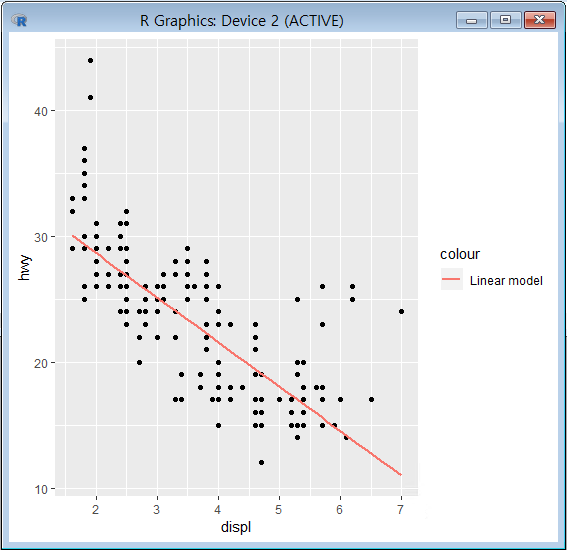 R Graphics: Device 2 (ACTIVE)
40
30
20
10
hwy
2 3 4 5 6 7
displ
colour
Linear model